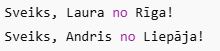 Sveiks, Laura no Rīga!
Sveiks, Andris no Liepāja!